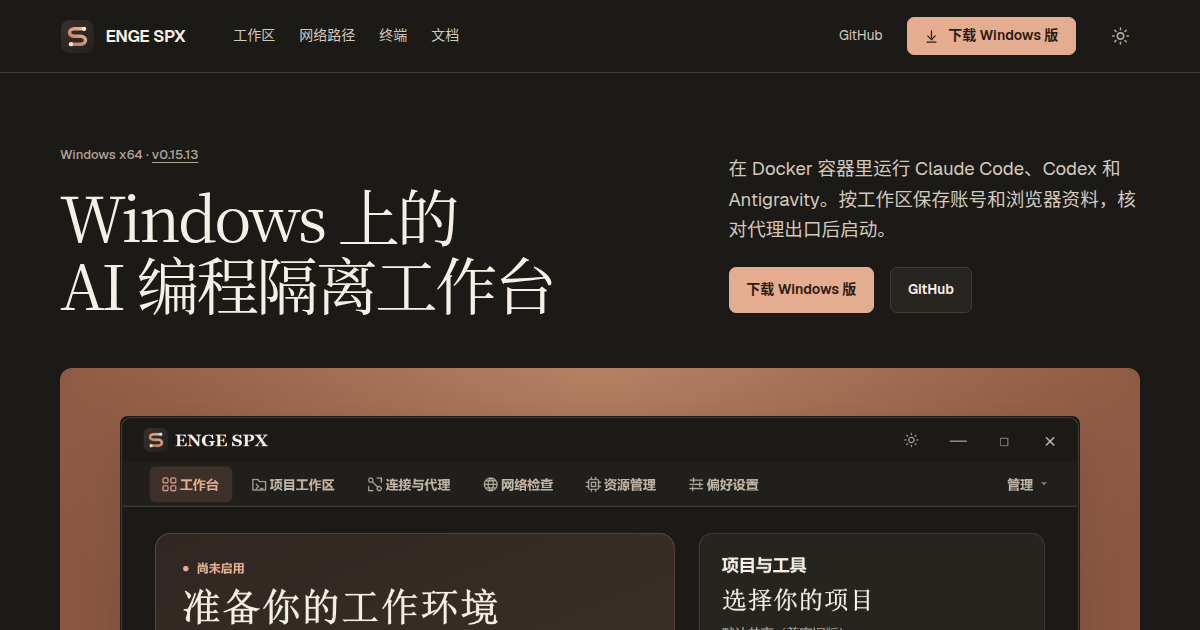 ENGE SPX
工作区 网络路径 终端 文档
GitHub 下载 Windows 版
Windows x64 · v0.15.13
Windows 上的
AI 编程隔离工作台
在 Docker 容器里运行 Claude Code、Codex 和
Antigravity。按工作区保存账号和浏览器资料，核
对代理出口后启动。
下载 Windows 版 GitHub
ENGE SPX
工作台 项目工作区 连接与代理 网络检查 资源管理 偏好设置 管理
尚未启用
准备你的工作环境
项目与工具
选择你的项目